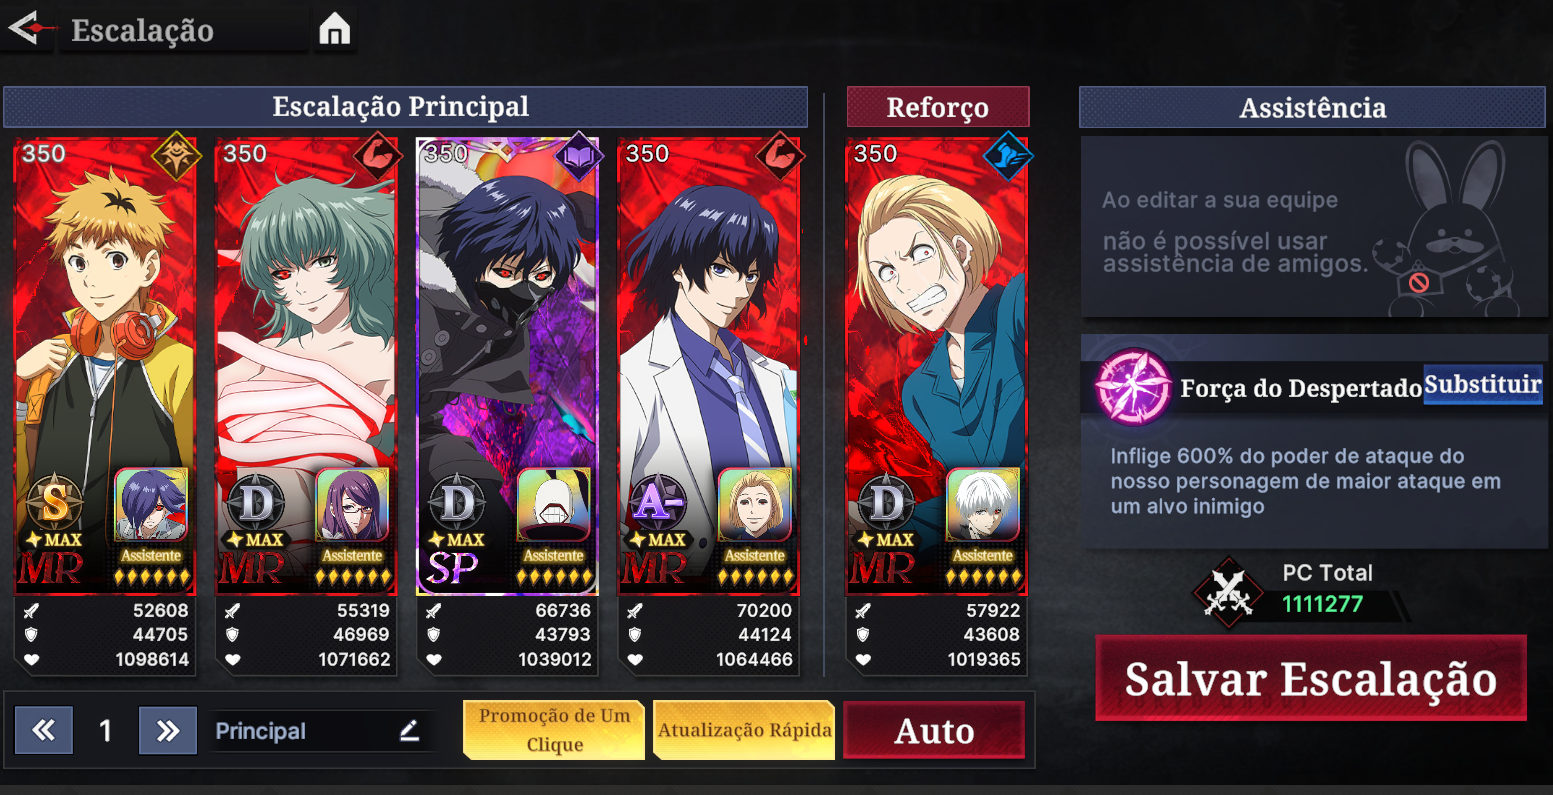 Escalação
Escalação Principal
Reforço
Assistência
350
350
350
350
350
Ao editar a sua equipe
não é possível usar
assistência de amigos.
Força do Despertado
Substituir
Inflige 600% do poder de ataque do
nosso personagem de maior ataque em
um alvo inimigo
S
D
D
A-
D
MAX
MAX
MAX
MAX
MAX
Assistente
Assistente
Assistente
Assistente
Assistente
MR
MR
SP
MR
MR
52608
44705
1098614
55319
46969
1071662
66736
43793
1039012
70200
44124
1064466
57922
43608
1019365
PC Total
1111277
Salvar Escalação
1
Principal
Promoção de Um
Clique
Atualização Rápida
Auto